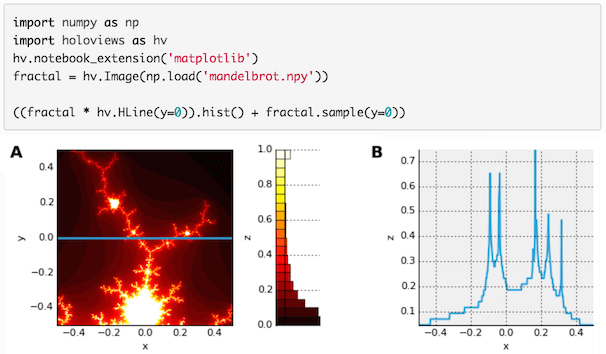 import numpy as np
import holoviews as hv
hv.notebook_extension('matplotlib')
fractal = hv.Image(np.load('mandelbrot.npy'))
((fractal * hv.HLine(y=0)).hist() + fractal.sample(y=0))
A
0.4
0.2
0.0
−0.2
−0.4
y
−0.4 −0.2 0.0 0.2 0.4
x
1.0
0.8
0.6
0.4
0.2
0.0
z
B
0.7
0.6
0.5
0.4
0.3
0.2
0.1
z
−0.4 −0.2 0.0 0.2 0.4
x